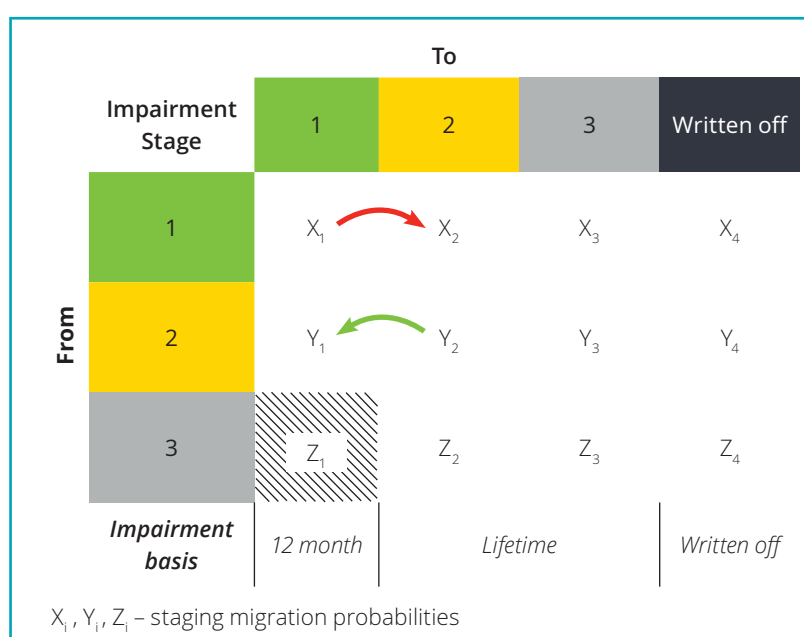 To
Impairment
Stage
1
2
3
Written off
From
1
X₁
X₂
X₃
X₄
2
Y₁
Y₂
Y₃
Y₄
3
Z₁
Z₂
Z₃
Z₄
Impairment
basis
12 month
Lifetime
Written off
Xᵢ , Yᵢ, Zᵢ – staging migration probabilities